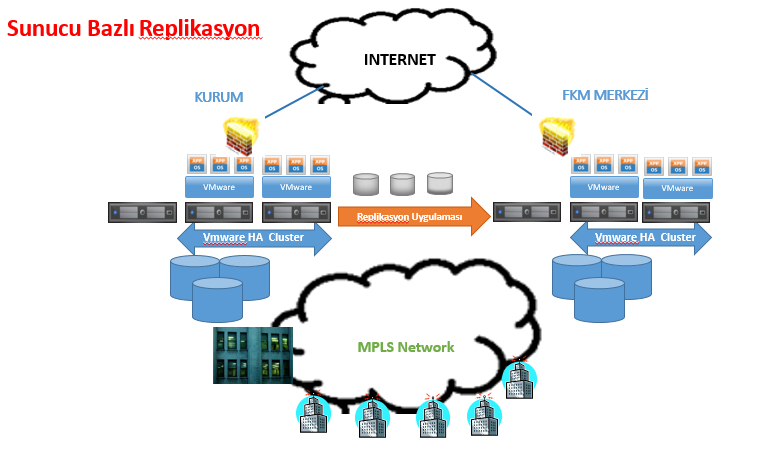 Sunucu Bazlı Replikasyon
INTERNET
KURUM
FKM MERKEZİ
APP OS APP OS APP OS
APP OS APP OS APP OS
APP OS APP OS APP OS
APP OS APP OS APP OS
VMware
VMware
VMware
VMware
Replikasyon Uygulaması
Vmware HA Cluster
Vmware HA Cluster
MPLS Network